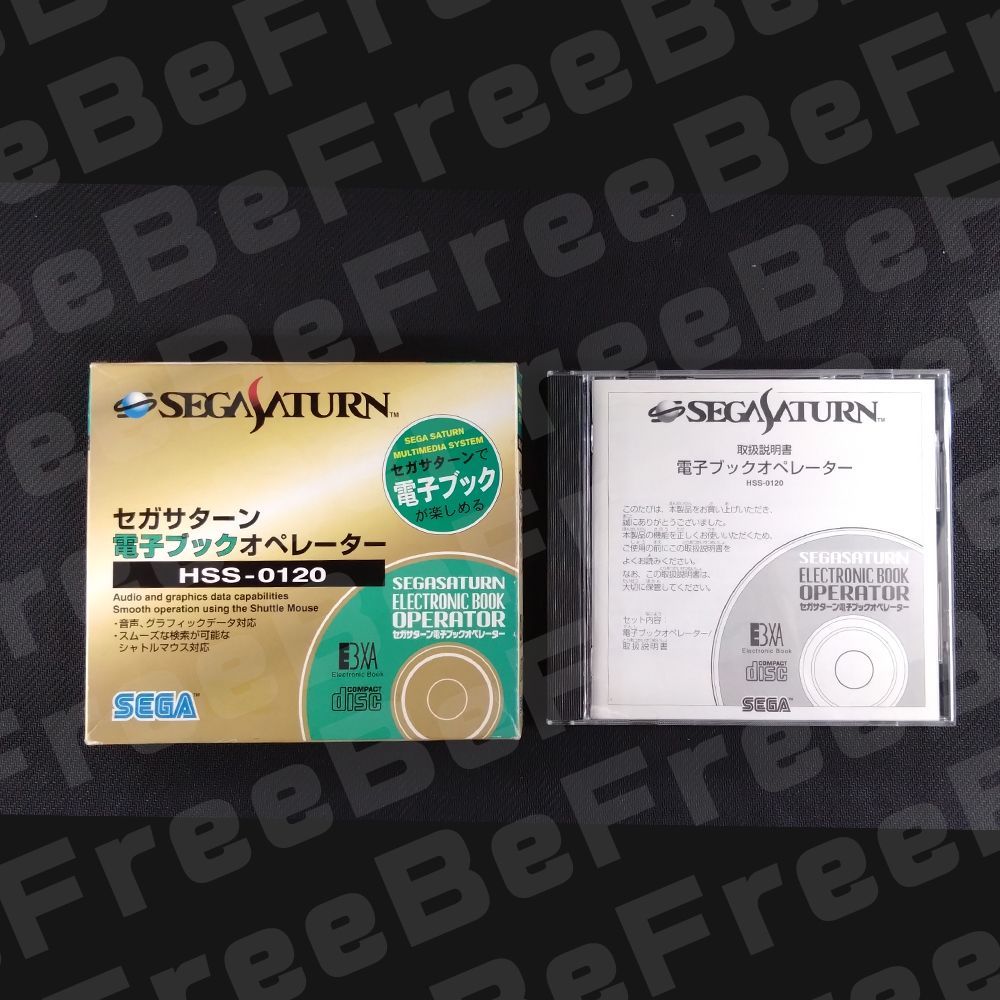 BeFreeBeFreeBeFree
SEGA SATURN™
SEGA SATURN
MULTIMEDIA SYSTEM
セガサターンで
電子ブック
が楽しめる
セガサターン
電子ブックオペレーター
HSS-0120
Audio and graphics data capabilities
Smooth operation using the Shuttle Mouse
・音声、グラフィックデータ対応
・スムーズな検索が可能な
シャトルマウス対応
SEGA™
SEGASATURN
ELECTRONIC BOOK
OPERATOR
セガサターン電子ブックオペレーター
EBXA
Electronic Book
COMPACT
disc
SEGA SATURN™
取扱説明書
電子ブックオペレーター
HSS-0120
このたびは、本製品をお買い上げいただき、
誠にありがとうございました。
本製品の機能を正しくお使いいただくため、
ご使用の前にこの取扱説明書を
よくお読みください。
なお、この取扱説明書は、
大切に保管してください。
セット内容
電子ブックオペレーター/
取扱説明書
SEGASATURN
ELECTRONIC BOOK
OPERATOR
セガサターン電子ブックオペレーター
EBXA
Electronic Book
COMPACT
disc
SEGA